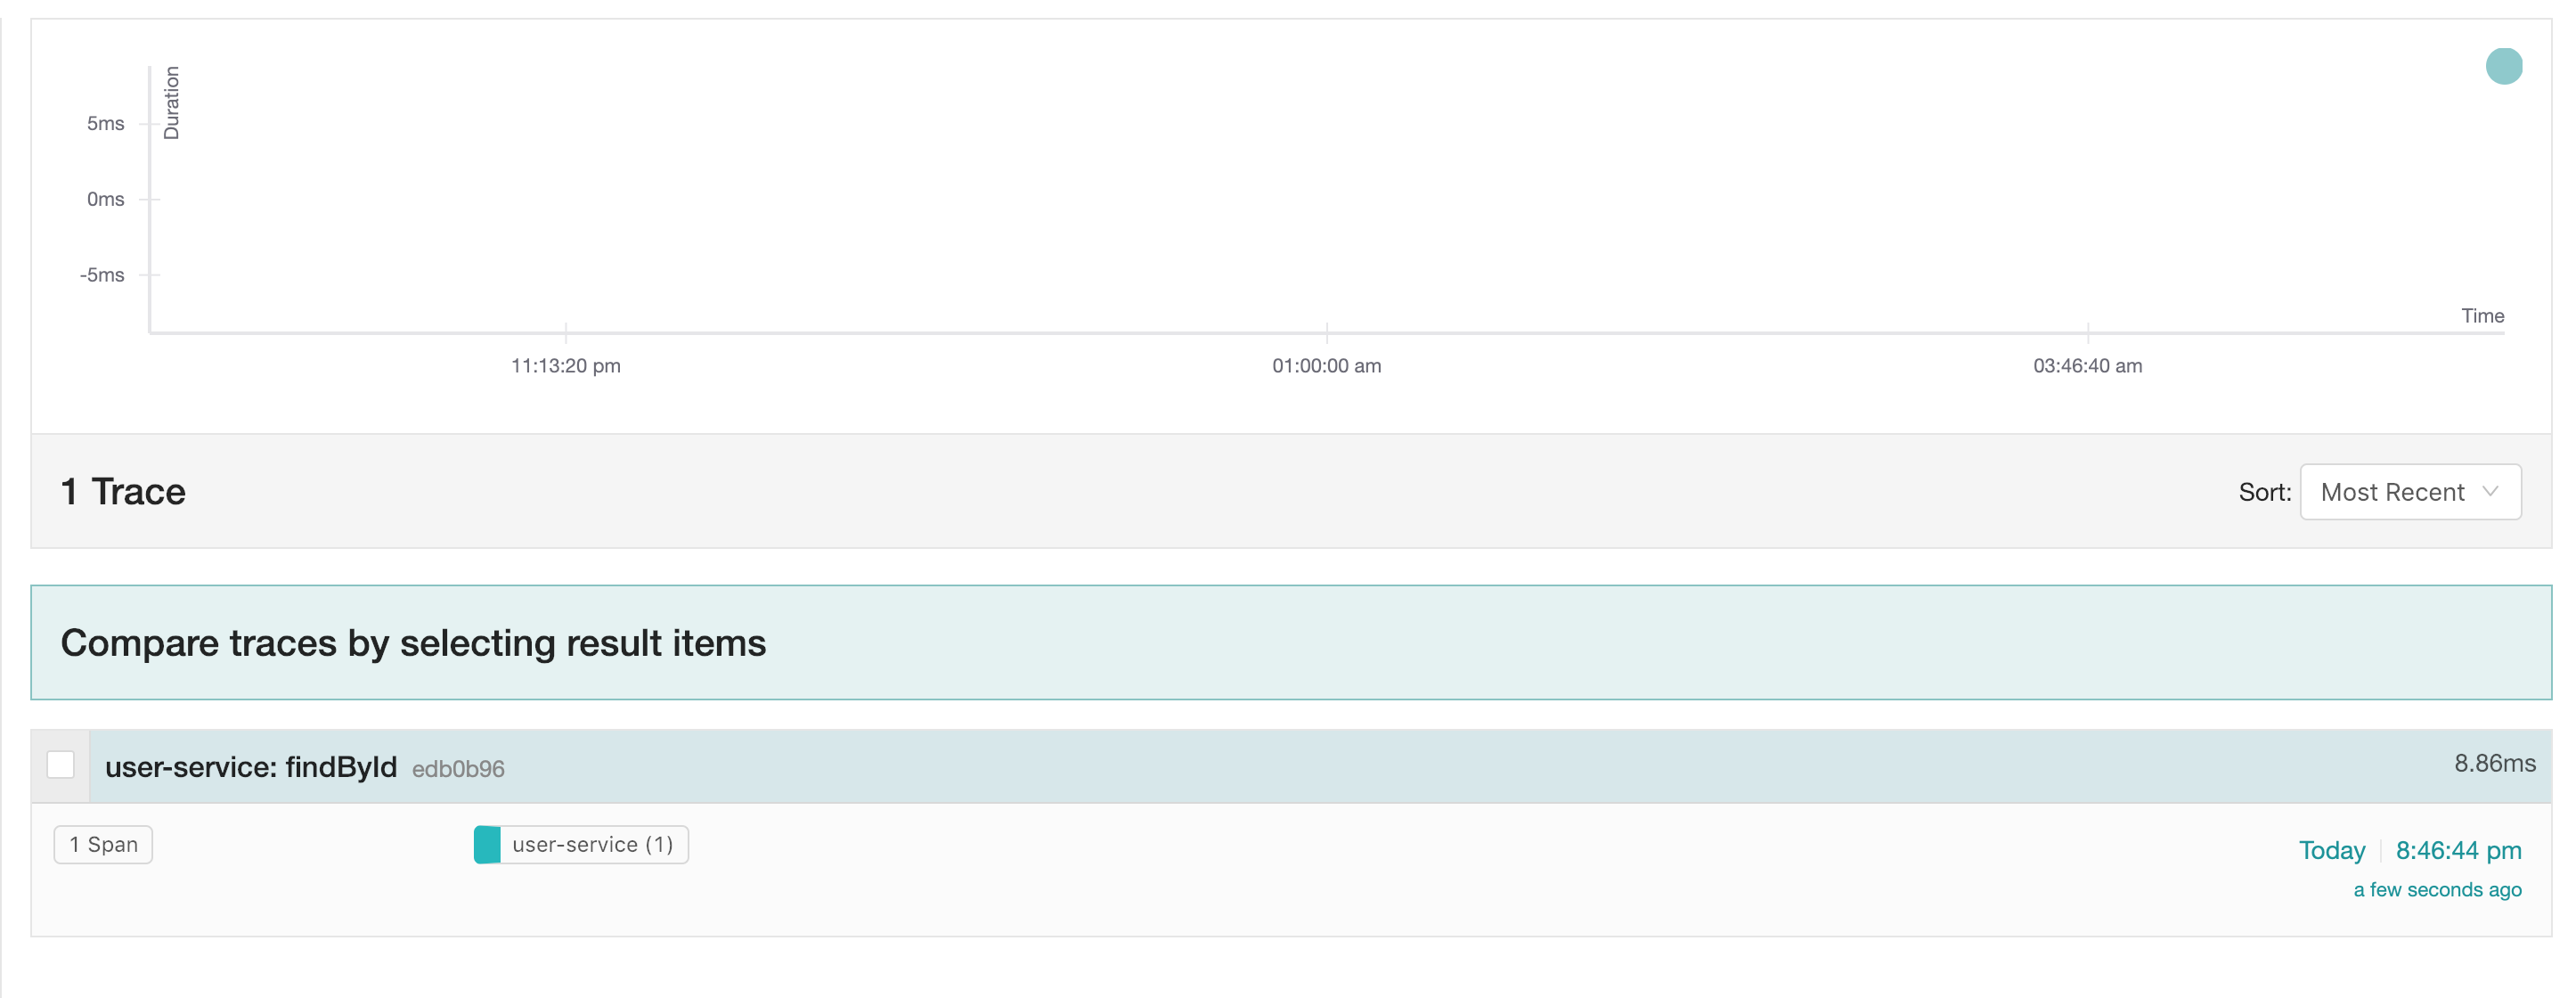 Duration
5ms
0ms
-5ms
Time
11:13:20 pm
01:00:00 am
03:46:40 am
1 Trace
Sort: Most Recent
Compare traces by selecting result items
user-service: findById edb0b96
8.86ms
1 Span
user-service (1)
Today 8:46:44 pm
a few seconds ago